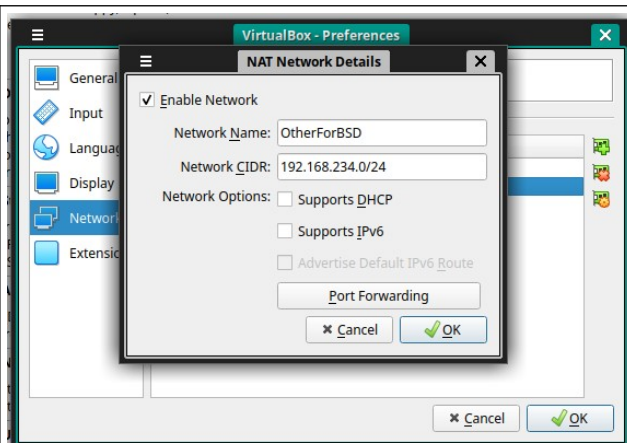 VirtualBox - Preferences
NAT Network Details
General
Input
Display
Network
Enable Network
Network Name: OtherForBSD
Network CIDR: 192.168.234.0/24
Network Options: Supports DHCP
Supports IPv6
Advertise Default IPv6 Route
Port Forwarding
Cancel
OK
Cancel
OK